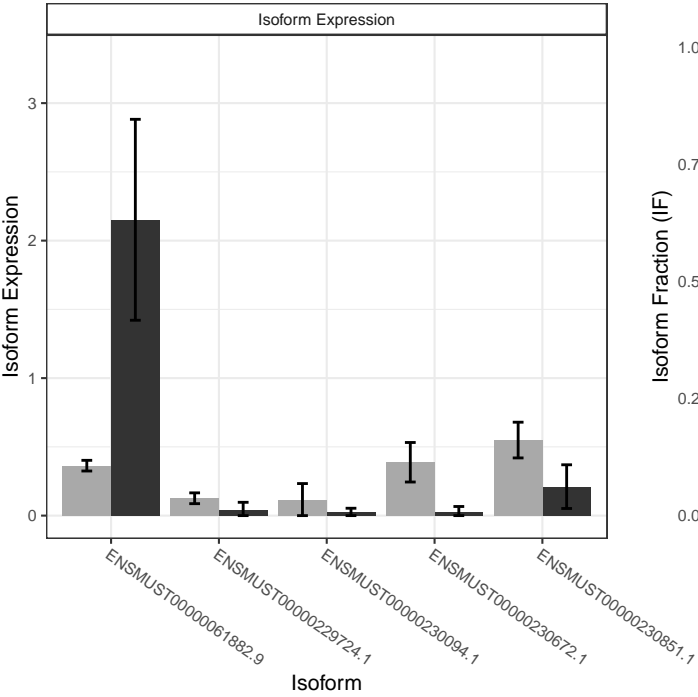 Isoform Expression
3
2
1
0
Isoform Expression
ENSMUST00000061882.9
ENSMUST00000229724.1
ENSMUST00000230094.1
ENSMUST00000230672.1
ENSMUST00000230851.1
Isoform
1.0
0.7
0.5
0.2
0.0
Isoform Fraction (IF)